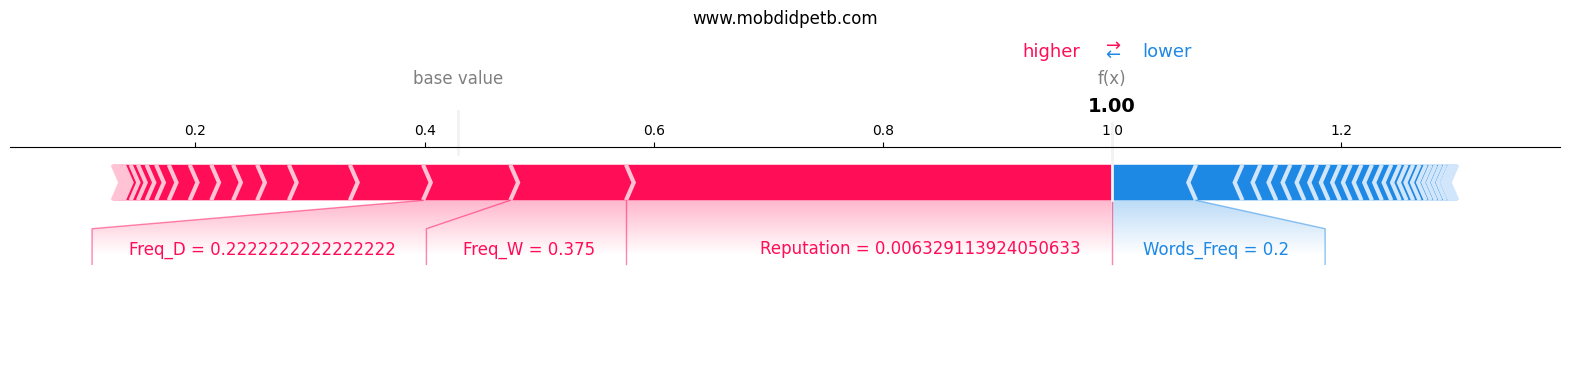 www.mobdidpetb.com
higher ⇄ lower
base value f(x)
1.00
0.2 0.4 0.6 0.8 1.0 1.2
Freq_D = 0.2222222222222222 Freq_W = 0.375 Reputation = 0.006329113924050633 Words_Freq = 0.2